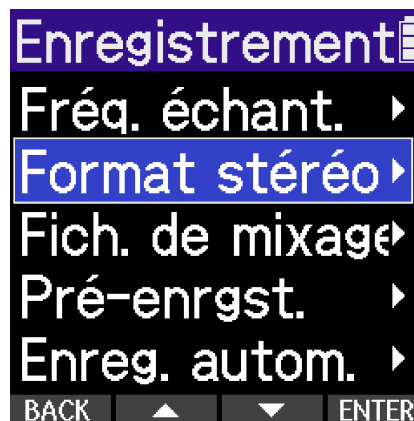 Enregistrement
Fréq. échant.
Format stéréo
Fich. de mixage
Pré-enrgst.
Enreg. autom.
BACK ENTER